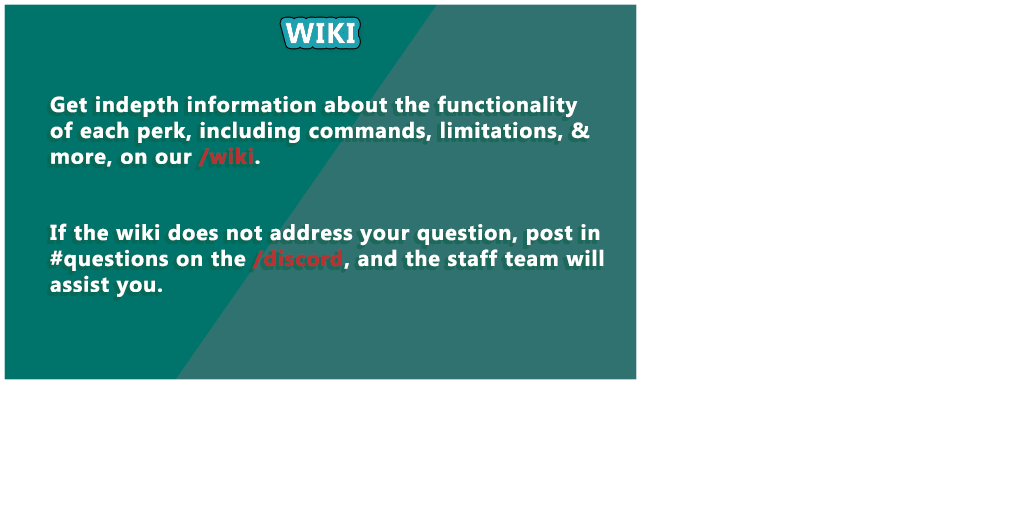 WIKI
Get indepth information about the functionality
of each perk, including commands, limitations, &
more, on our /wiki.
If the wiki does not address your question, post in
#questions on the /discord, and the staff team will
assist you.